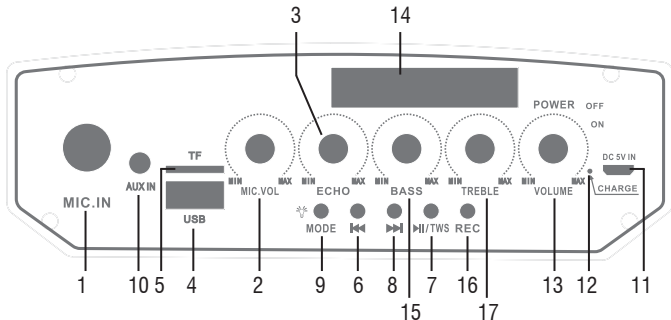 3 14
POWER OFF
ON
TF
DC 5V IN
AUX IN
MIN MAX MIN MAX MIN MAX MIN MAX MIN MAX
MIC.VOL ECHO BASS TREBLE VOLUME
CHARGE
MIC.IN
USB
MODE ⏮ ⏭ ⏯/TWS REC
1 10 5 4 2 9 6 8 7 16 13 12 11
15 17